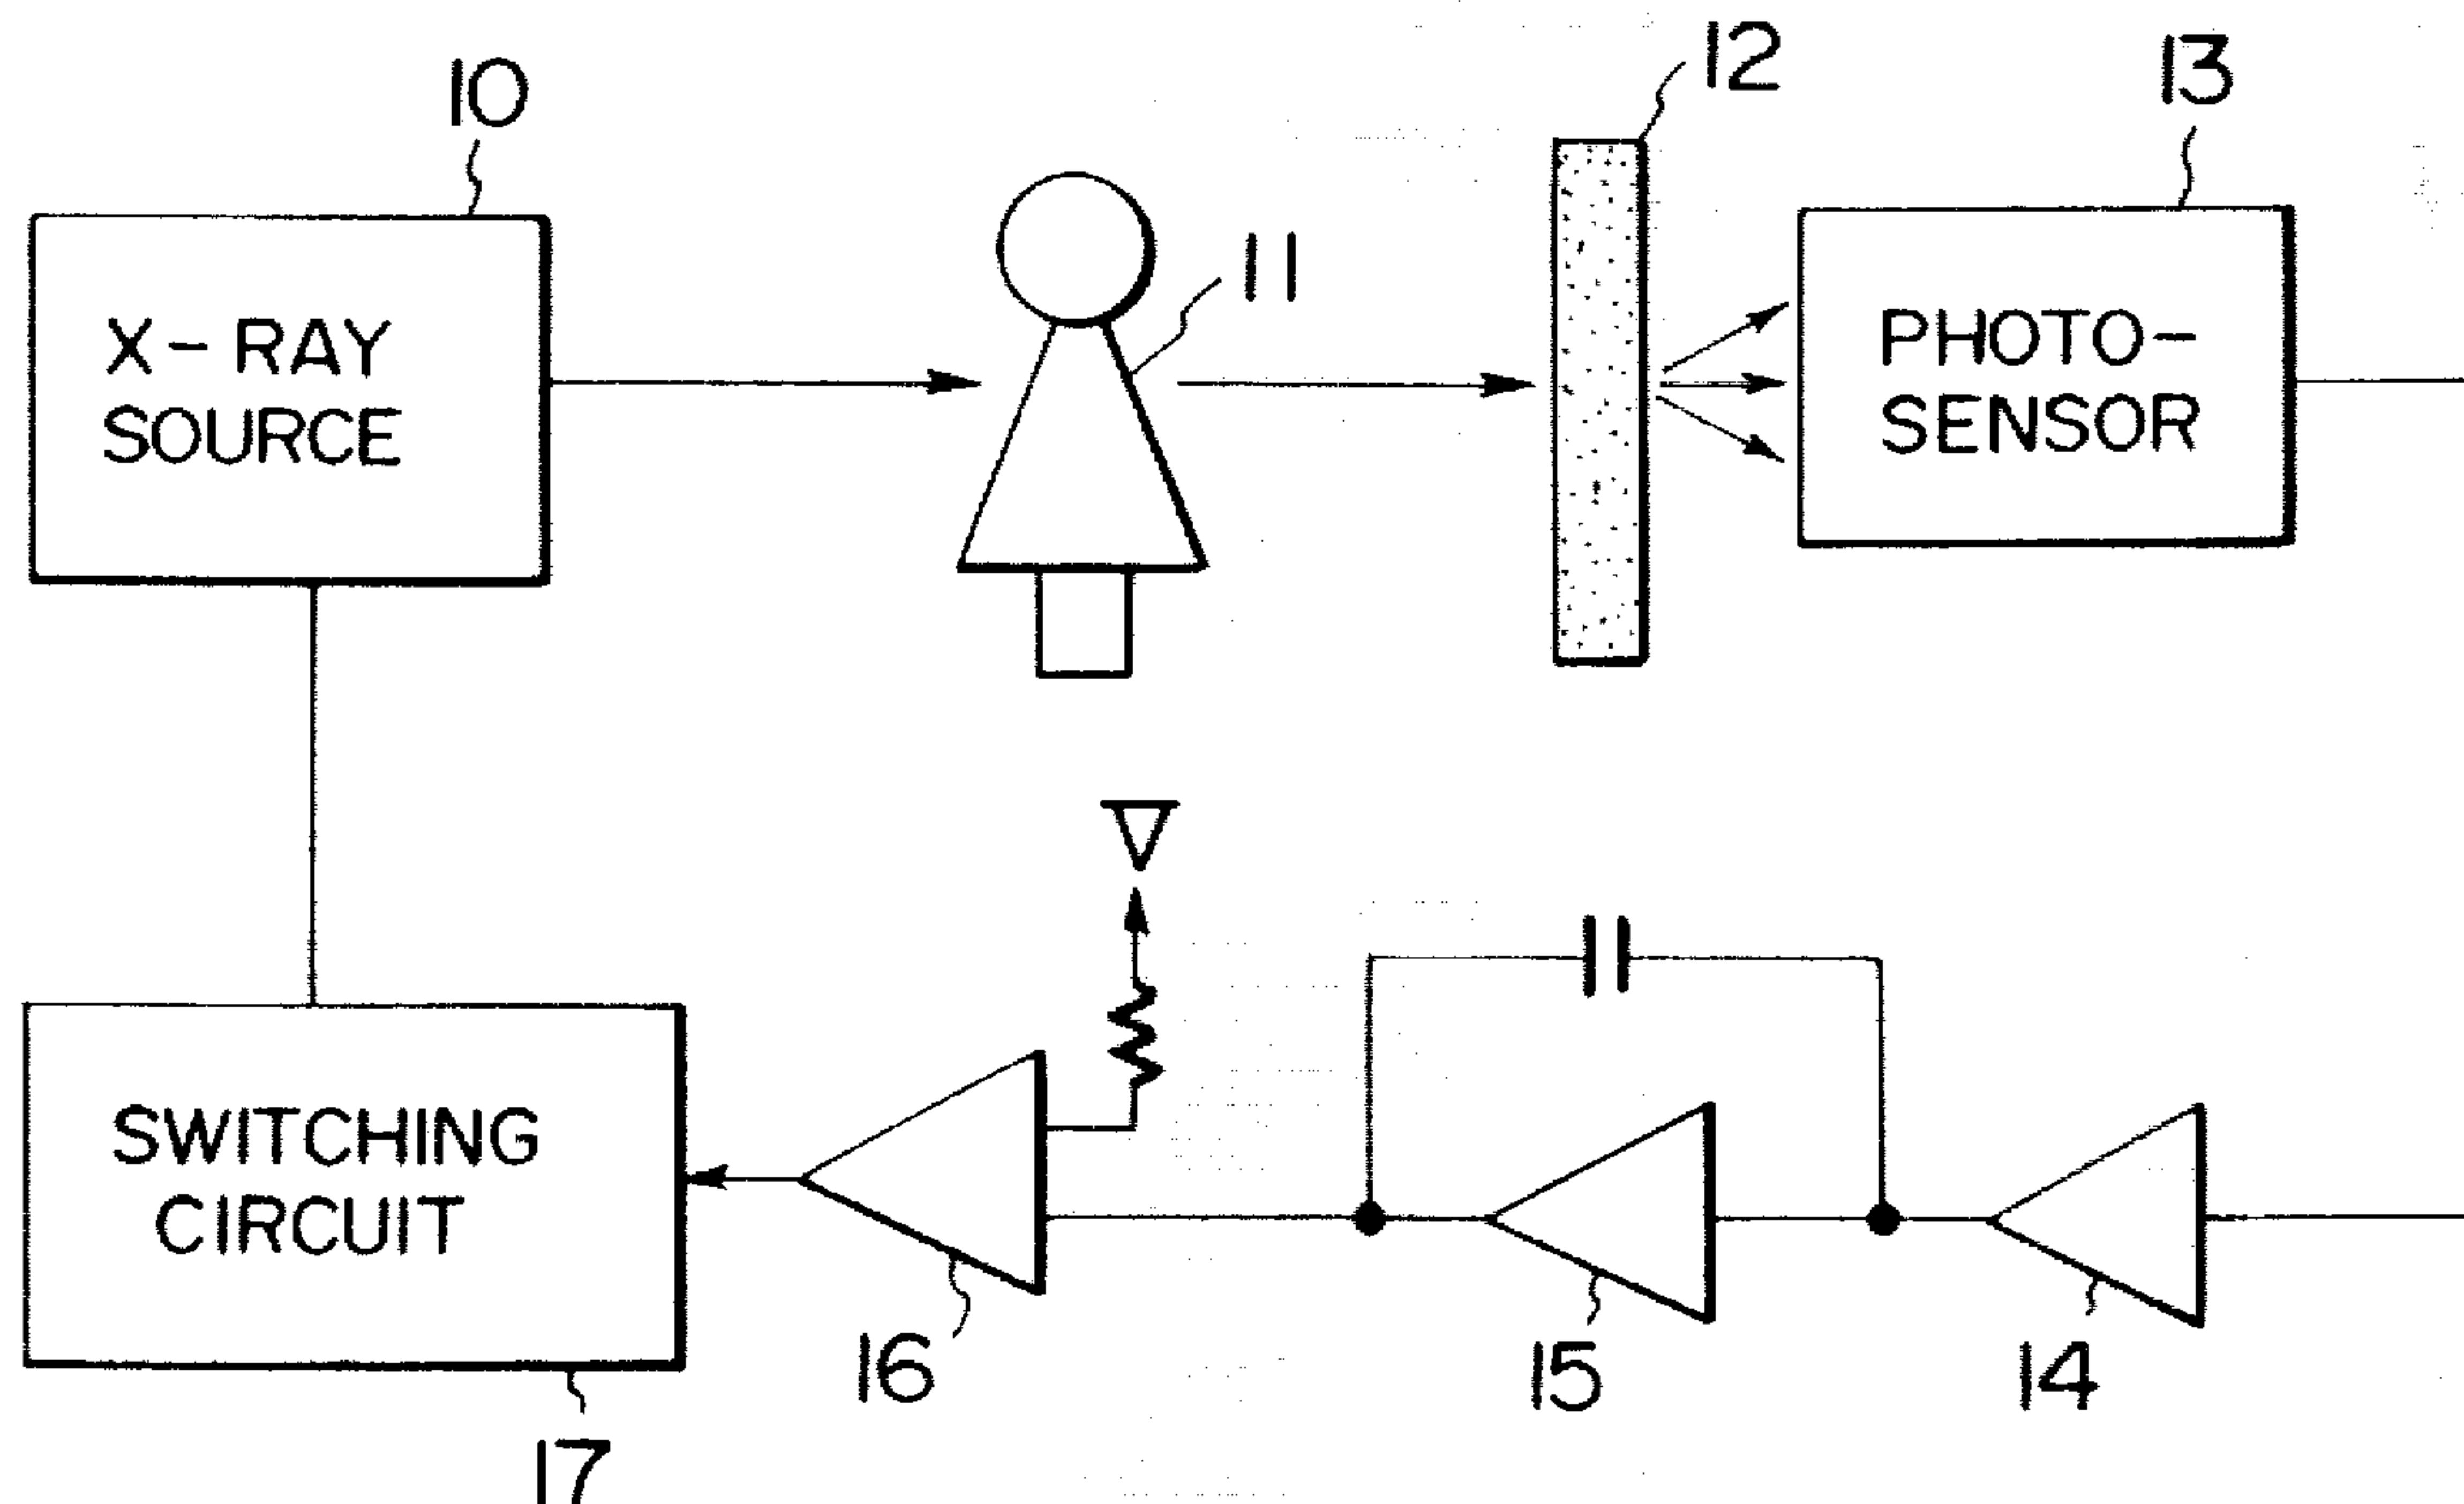 10
11
12
13
X-RAY
SOURCE
PHOTO-
SENSOR
SWITCHING
CIRCUIT
16
15
14
17